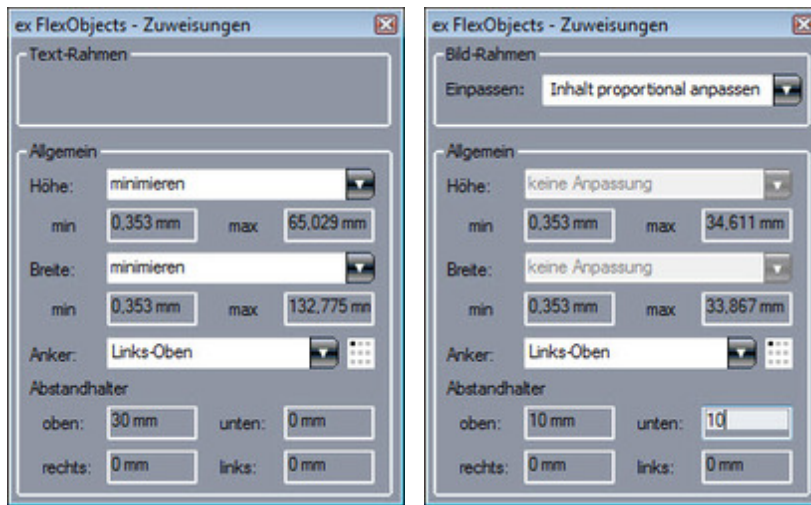 ex FlexObjects - Zuweisungen
Text-Rahmen
Allgemein
Höhe: minimieren
min 0,353 mm max 65,029 mm
Breite: minimieren
min 0,353 mm max 132,775 mm
Anker: Links-Oben
Abstandhalter
oben: 30 mm unten: 0 mm
rechts: 0 mm links: 0 mm
ex FlexObjects - Zuweisungen
Bild-Rahmen
Einpassen: Inhalt proportional anpassen
Allgemein
Höhe: keine Anpassung
min 0,353 mm max 34,611 mm
Breite: keine Anpassung
min 0,353 mm max 33,867 mm
Anker: Links-Oben
Abstandhalter
oben: 10 mm unten: 10
rechts: 0 mm links: 0 mm